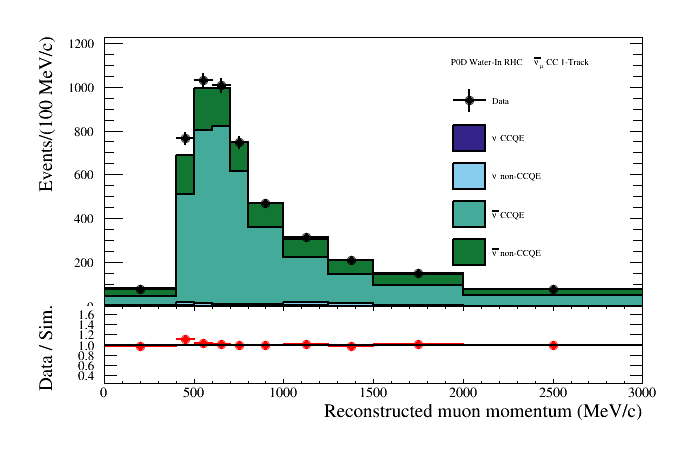 Events/(100 MeV/c)
1200
1000
800
600
400
200
0
P0D Water-In RHC ν̅μ CC 1-Track
Data
ν CCQE
ν non-CCQE
ν̅ CCQE
ν̅ non-CCQE
Data / Sim.
1.6
1.4
1.2
1.0
0.8
0.6
0.4
0 500 1000 1500 2000 2500 3000
Reconstructed muon momentum (MeV/c)